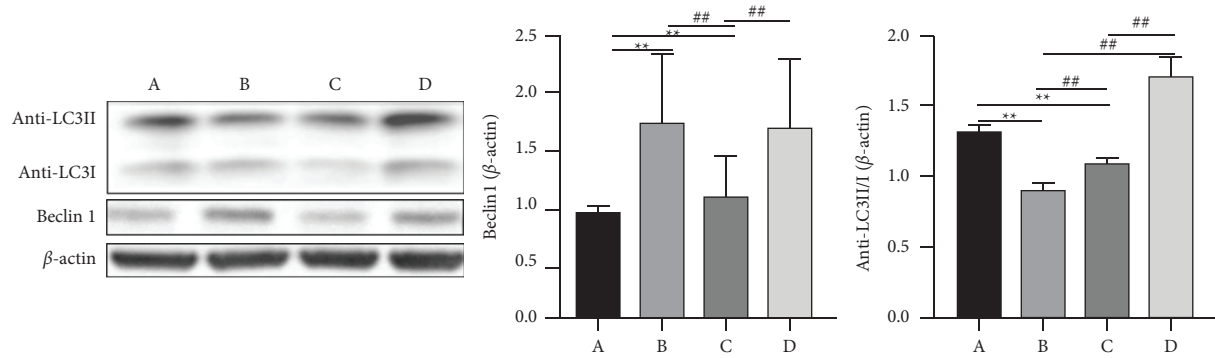 A B C D
Anti-LC3II
Anti-LC3I
Beclin 1
β-actin
Beclin1 (β-actin)
2.5
2.0
1.5
1.0
0.5
0.0
##
##
**
**
A B C D
Anti-LC3II/I (β-actin)
2.0
1.5
1.0
0.5
0.0
##
##
##
**
**
A B C D